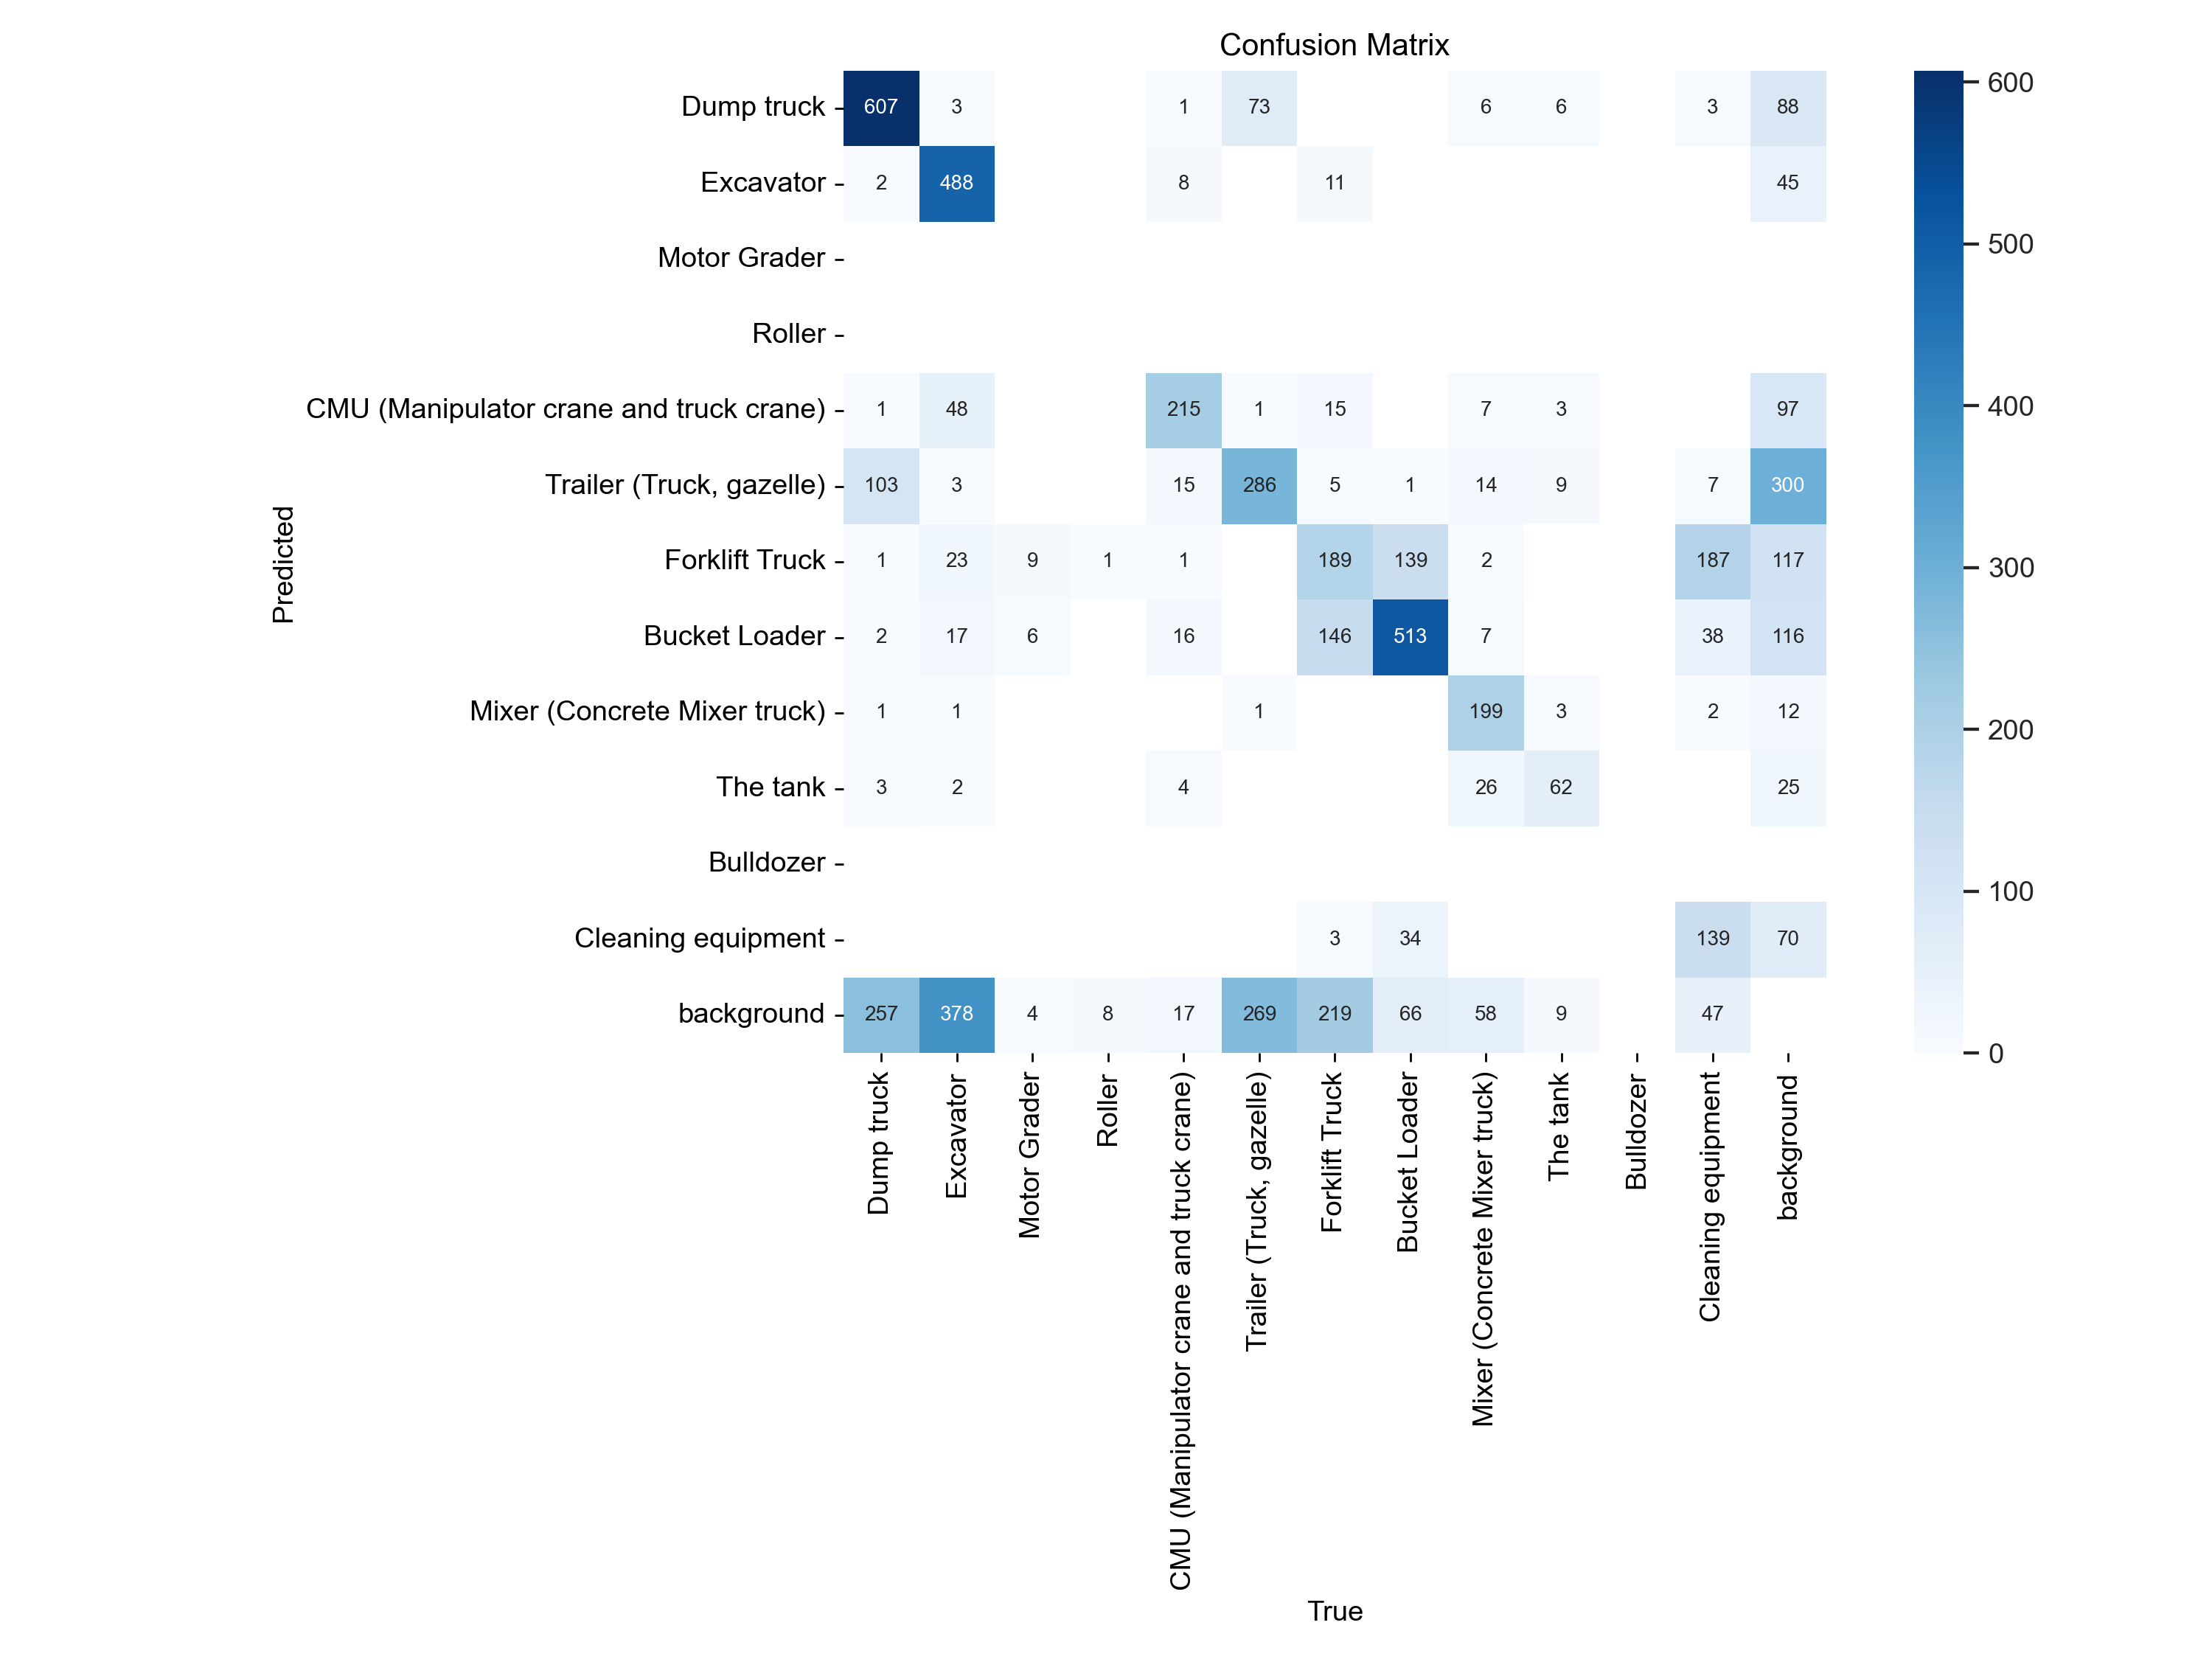 Confusion Matrix
Dump truck 607 3 1 73 6 6 3 88
Excavator 2 488 8 11 45
Motor Grader
Roller
CMU (Manipulator crane and truck crane) 1 48 215 1 15 7 3 97
Trailer (Truck, gazelle) 103 3 15 286 5 1 14 9 7 300
Forklift Truck 1 23 9 1 1 189 139 2 187 117
Bucket Loader 2 17 6 16 146 513 7 38 116
Mixer (Concrete Mixer truck) 1 1 1 199 3 2 12
The tank 3 2 4 26 62 25
Bulldozer
Cleaning equipment 3 34 139 70
background 257 378 4 8 17 269 219 66 58 9 47
Predicted
Dump truck
Excavator
Motor Grader
Roller
CMU (Manipulator crane and truck crane)
Trailer (Truck, gazelle)
Forklift Truck
Bucket Loader
Mixer (Concrete Mixer truck)
The tank
Bulldozer
Cleaning equipment
background
True
600
500
400
300
200
100
0